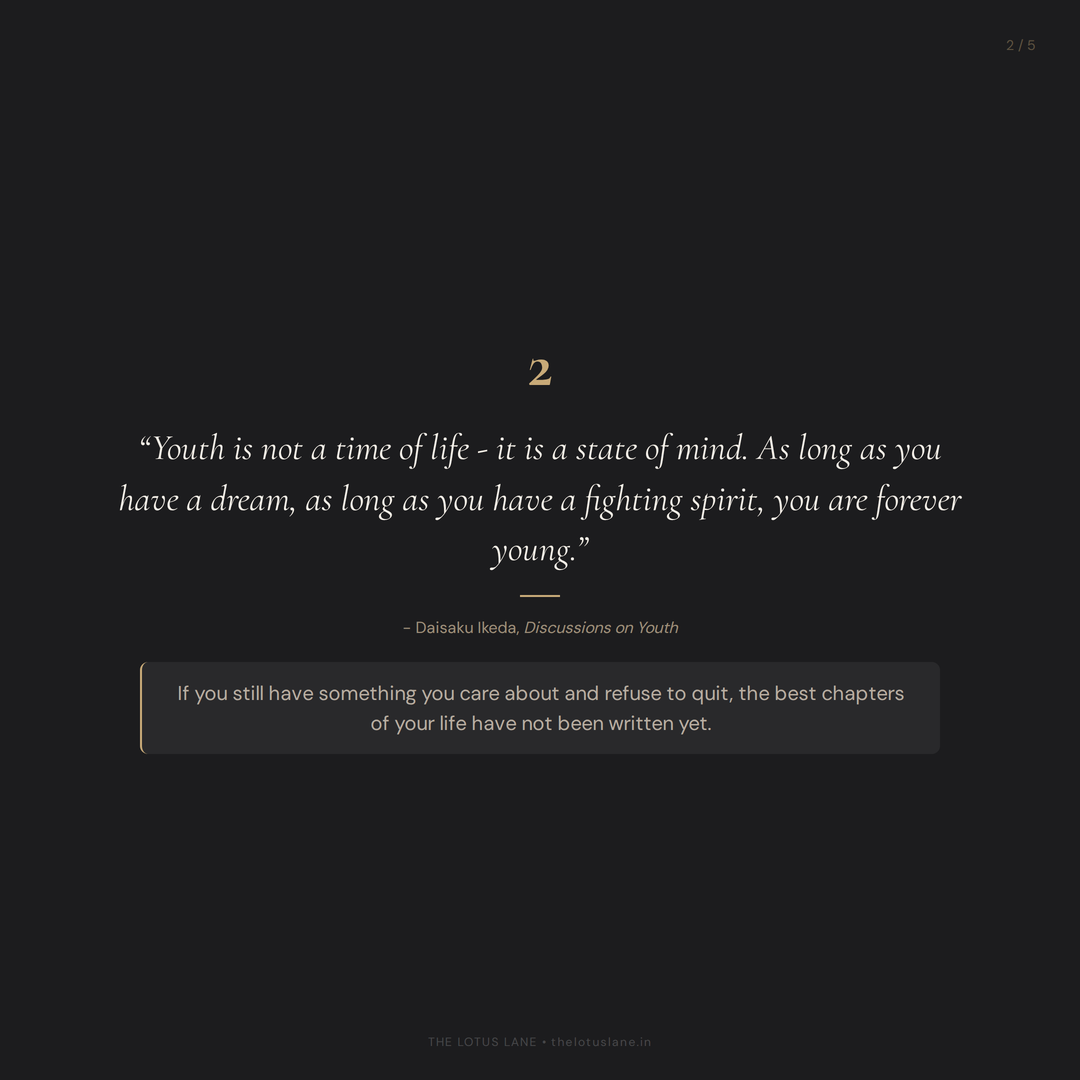 2 / 5
2
“Youth is not a time of life - it is a state of mind. As long as you
have a dream, as long as you have a fighting spirit, you are forever
young.”
– Daisaku Ikeda, Discussions on Youth
If you still have something you care about and refuse to quit, the best chapters
of your life have not been written yet.
THE LOTUS LANE • thelotuslane.in